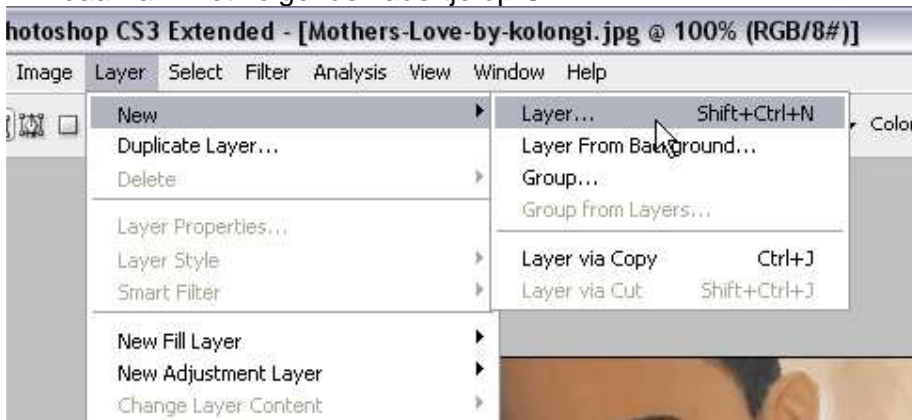 hotoshop CS3 Extended - [Mothers-Love-by-kolongi.jpg @ 100% (RGB/8#)]
Image Layer Select Filter Analysis View Window Help
Color
New
Duplicate Layer...
Delete
Layer Properties...
Layer Style
Smart Filter
New Fill Layer
New Adjustment Layer
Change Layer Content
Layer... Shift+Ctrl+N
Layer From Background...
Group...
Group from Layers...
Layer via Copy Ctrl+J
Layer via Cut Shift+Ctrl+J